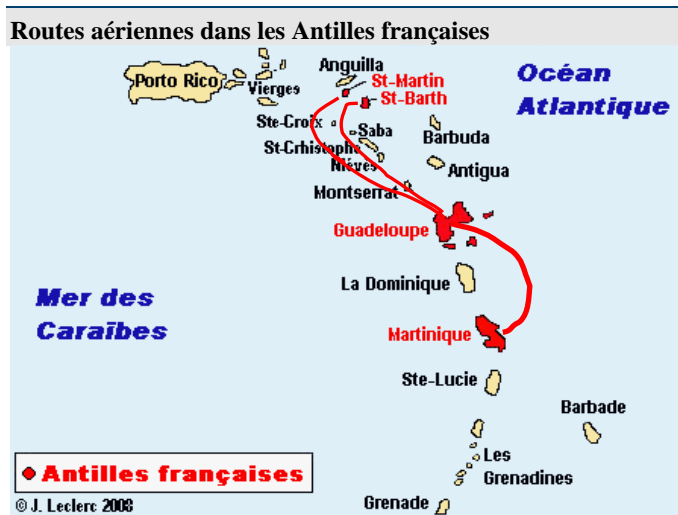 Routes aériennes dans les Antilles françaises
Anguilla
Océan
Atlantique
St-Martin
Porto Rico
Vierges
St-Barth
Ste-Croix
Saba
Barbuda
St-Crhistophe
Niéves
Antigua
Montserrat
Guadeloupe
La Dominique
Mer des
Caraïbes
Martinique
Ste-Lucie
Barbade
Les
Grenadines
Antilles françaises
© J. Leclerc 2008
Grenade